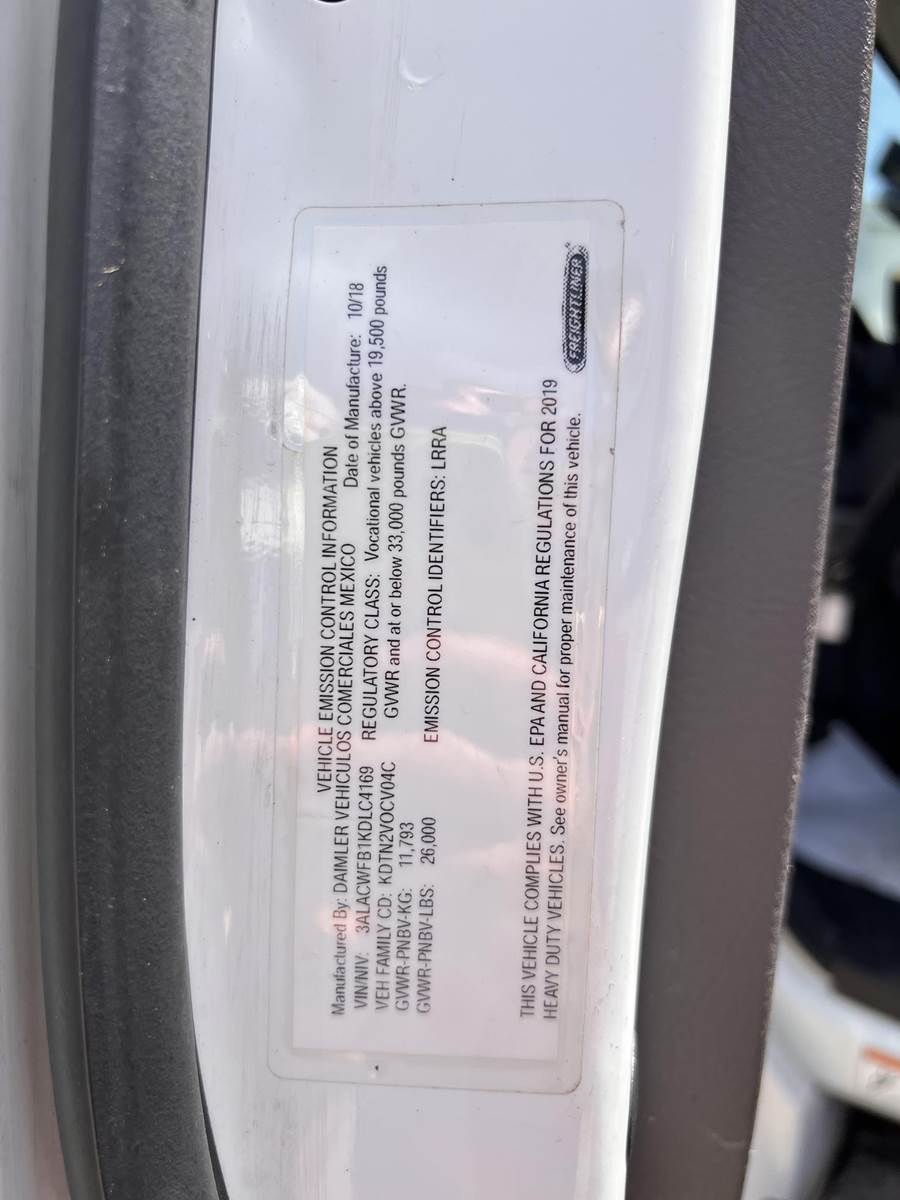 VEHICLE EMISSION CONTROL INFORMATION
Manufactured By: DAIMLER VEHICULOS COMERCIALES MEXICO Date of Manufacture: 10/18
VIN/NIV: 3ALACWFB1KDLC4169 REGULATORY CLASS: Vocational vehicles above 19,500 pounds
VEH FAMILY CD: KDTN2VOCV04C GVWR and at or below 33,000 pounds GVWR.
GVWR-PNBV-KG: 11,793
GVWR-PNBV-LBS: 26,000 EMISSION CONTROL IDENTIFIERS: LRRA
THIS VEHICLE COMPLIES WITH U.S. EPA AND CALIFORNIA REGULATIONS FOR 2019
HEAVY DUTY VEHICLES. See owner's manual for proper maintenance of this vehicle.
FREIGHTLINER